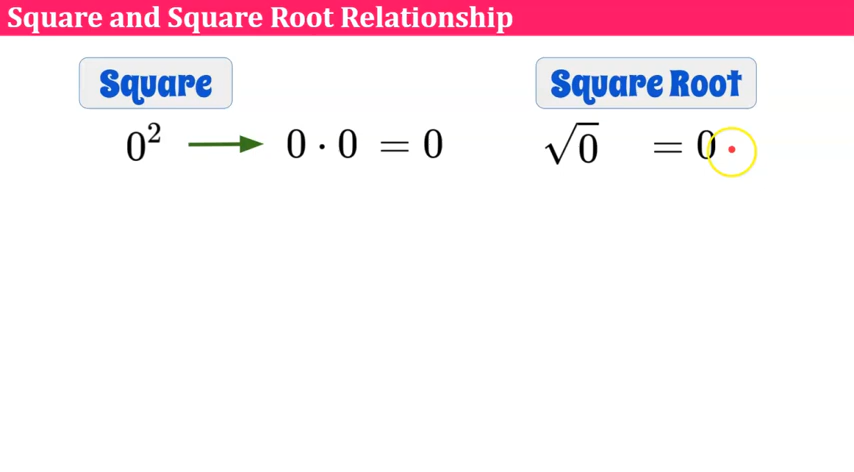 Square and Square Root Relationship
Square
Square Root
0² → 0 · 0 = 0
√0 = 0